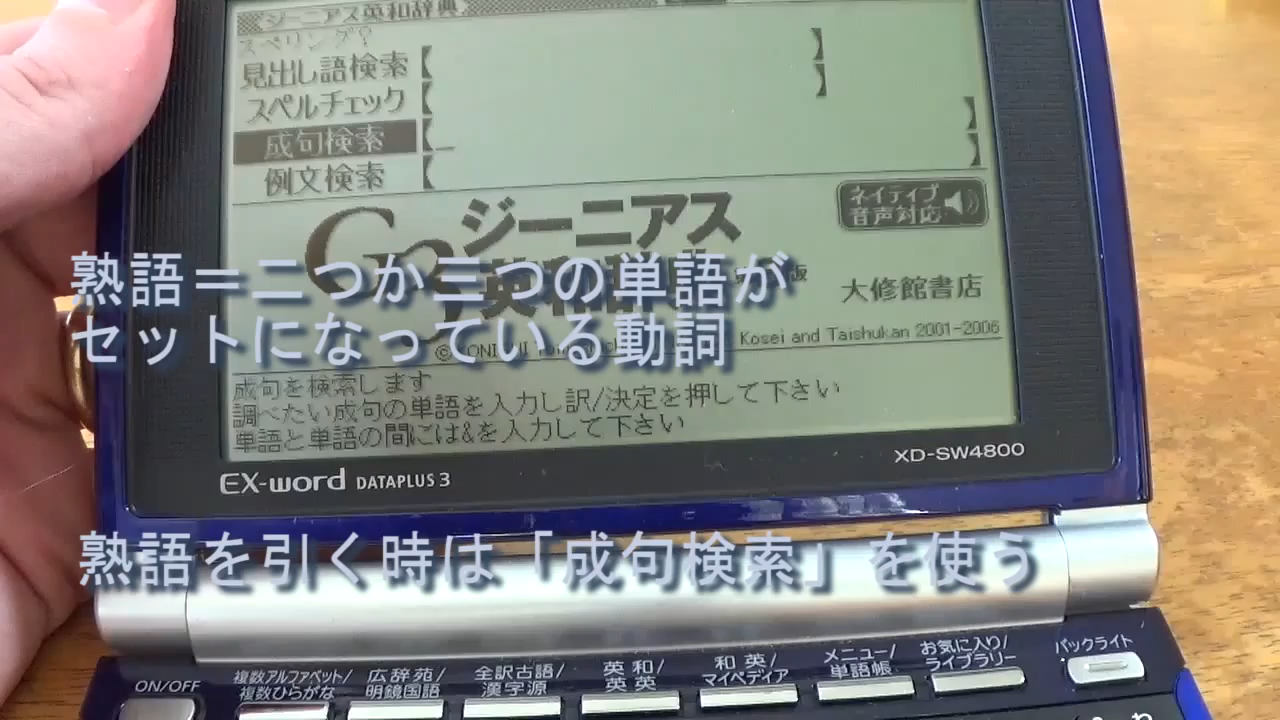 ジーニアス英和辞典
スペリング?
見出し語検索【 】
スペルチェック【 】
成句検索【_ 】
例文検索【 】
ジーニアス
英和
版
ネイティブ
音声対応
大修館書店
Kosei and Taishukan 2001-2006
熟語＝二つか三つの単語が
セットになっている動詞
成句を検索します
調べたい成句の単語を入力し訳/決定を押して下さい
単語と単語の間には&を入力して下さい
EX-word DATAPLUS 3
XD-SW4800
熟語を引く時は「成句検索」を使う
ON/OFF
複数アルファベット/
複数ひらがな
広辞苑/
明鏡国語
全訳古語/
漢字源
英和/
英英
和英/
マイペディア
メニュー/
単語帳
お気に入り/
ライブラリー
バックライト